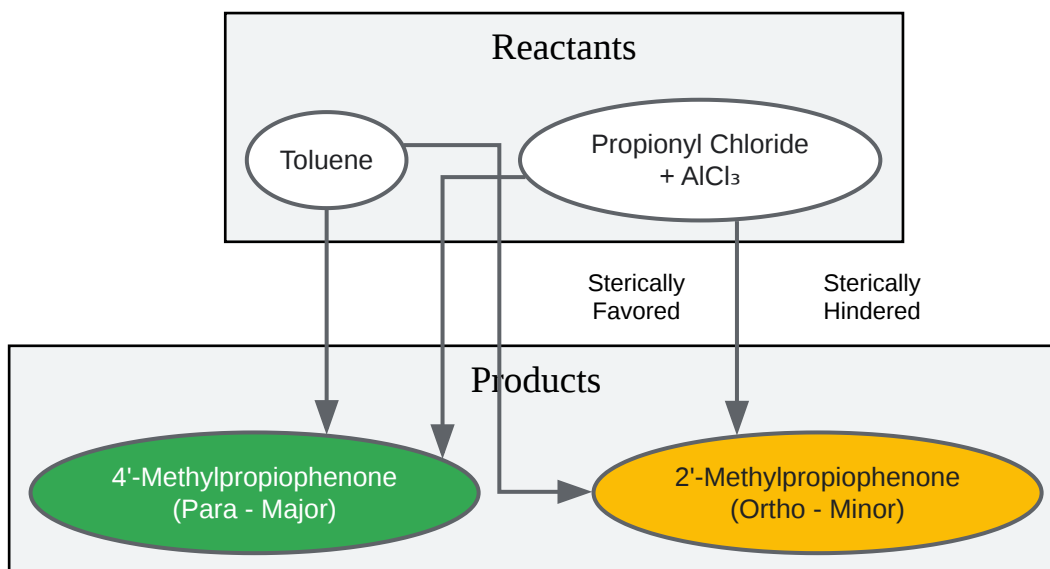 Reactants
Toluene
Propionyl Chloride
+ AlCl₃
Sterically
Favored
Sterically
Hindered
Products
4'-Methylpropiophenone
(Para - Major)
2'-Methylpropiophenone
(Ortho - Minor)